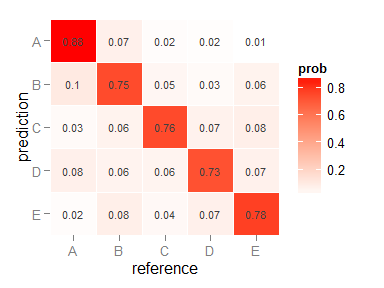 A 0.07 0.02 0.02 0.01
B 0.1 0.75 0.05 0.03 0.06
C 0.03 0.06 0.76 0.07 0.08
D 0.08 0.06 0.06 0.73 0.07
E 0.02 0.08 0.04 0.07 0.78
A B C D E
reference
prediction
prob
0.8
0.6
0.4
0.2